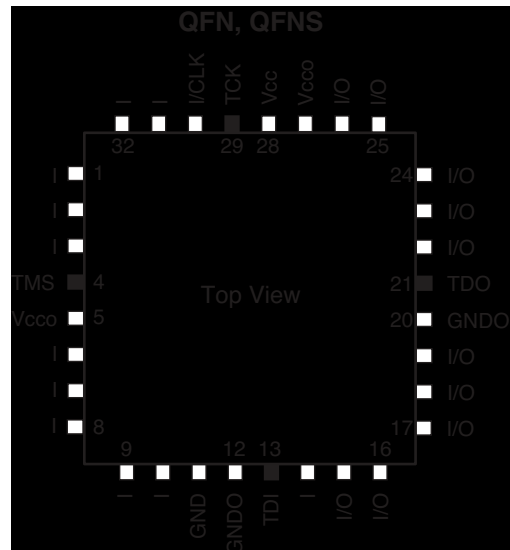 QFN, QFNS
I I I/CLK TCK Vcc Vcco I/O I/O
32 29 28 25
I 1 24 I/O
I I/O
I I/O
TMS 4 21 TDO
Top View
Vcco 5 20 GNDO
I I/O
I I/O
I 8 17 I/O
9 12 13 16
I I GND GNDO TDI I I/O I/O